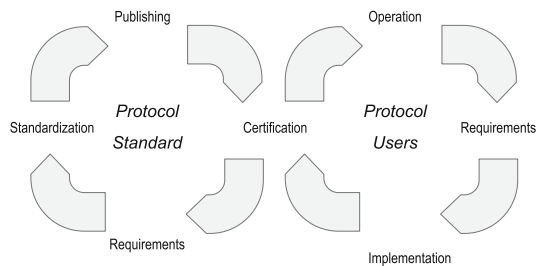 Publishing
Operation
Protocol
Protocol
Standardization
Certification
Requirements
Standard
Users
Requirements
Implementation